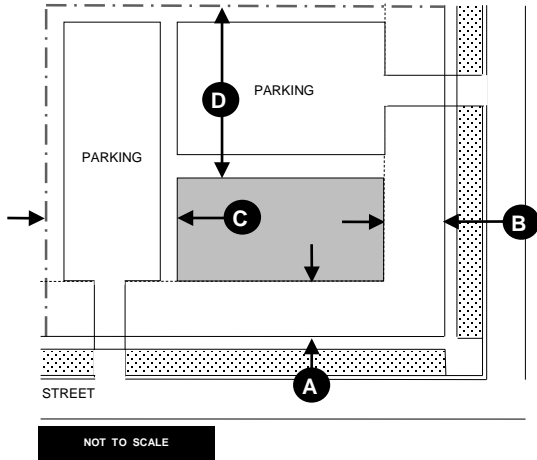 D
PARKING
PARKING
C
B
A
STREET
NOT TO SCALE